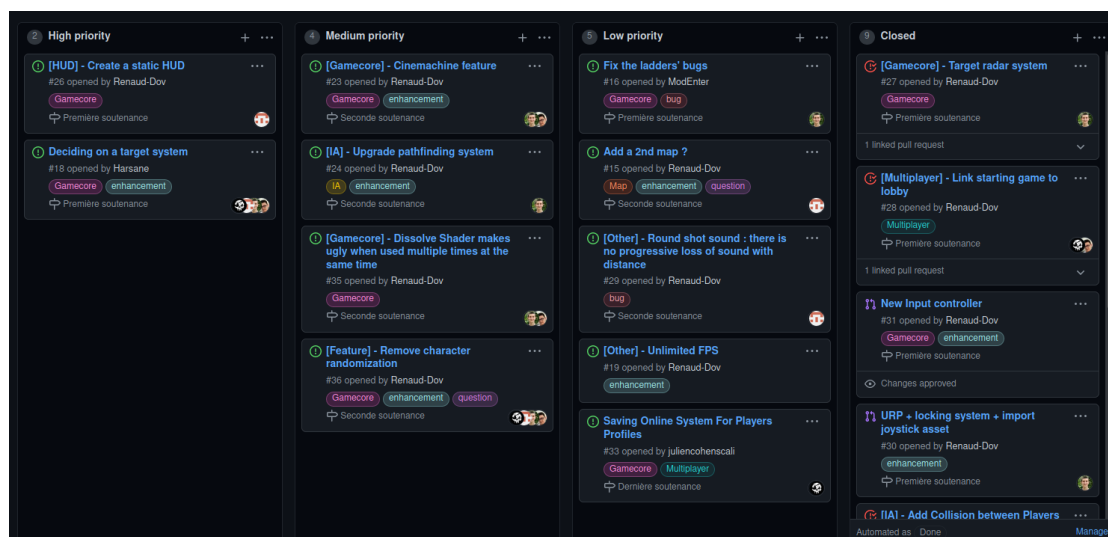 2 High priority
[HUD] - Create a static HUD
#26 opened by Renaud-Dov
Gamecore
Première soutenance
Deciding on a target system
#18 opened by Harsane
Gamecore enhancement
Première soutenance
4 Medium priority
[Gamecore] - Cinemachine feature
#23 opened by Renaud-Dov
Gamecore enhancement
Seconde soutenance
[IA] - Upgrade pathfinding system
#24 opened by Renaud-Dov
IA enhancement
Seconde soutenance
[Gamecore] - Dissolve Shader makes
ugly when used multiple times at the
same time
#35 opened by Renaud-Dov
Gamecore
Seconde soutenance
[Feature] - Remove character
randomization
#36 opened by Renaud-Dov
Gamecore enhancement question
Seconde soutenance
5 Low priority
Fix the ladders' bugs
#16 opened by ModEnter
Gamecore bug
Première soutenance
Add a 2nd map ?
#15 opened by Renaud-Dov
Map enhancement question
Seconde soutenance
[Other] - Round shot sound : there is
no progressive loss of sound with
distance
#29 opened by Renaud-Dov
bug
Seconde soutenance
[Other] - Unlimited FPS
#19 opened by Renaud-Dov
enhancement
Saving Online System For Players
Profiles
#33 opened by juliencohenscali
Gamecore Multiplayer
Dernière soutenance
9 Closed
[Gamecore] - Target radar system
#27 opened by Renaud-Dov
Gamecore
Première soutenance
1 linked pull request
[Multiplayer] - Link starting game to
lobby
#28 opened by Renaud-Dov
Multiplayer
Première soutenance
1 linked pull request
New Input controller
#31 opened by Renaud-Dov
Gamecore enhancement
Première soutenance
Changes approved
URP + locking system + import
joystick asset
#30 opened by Renaud-Dov
enhancement
Première soutenance
[IA] - Add Collision between Players
Automated as Done Manage